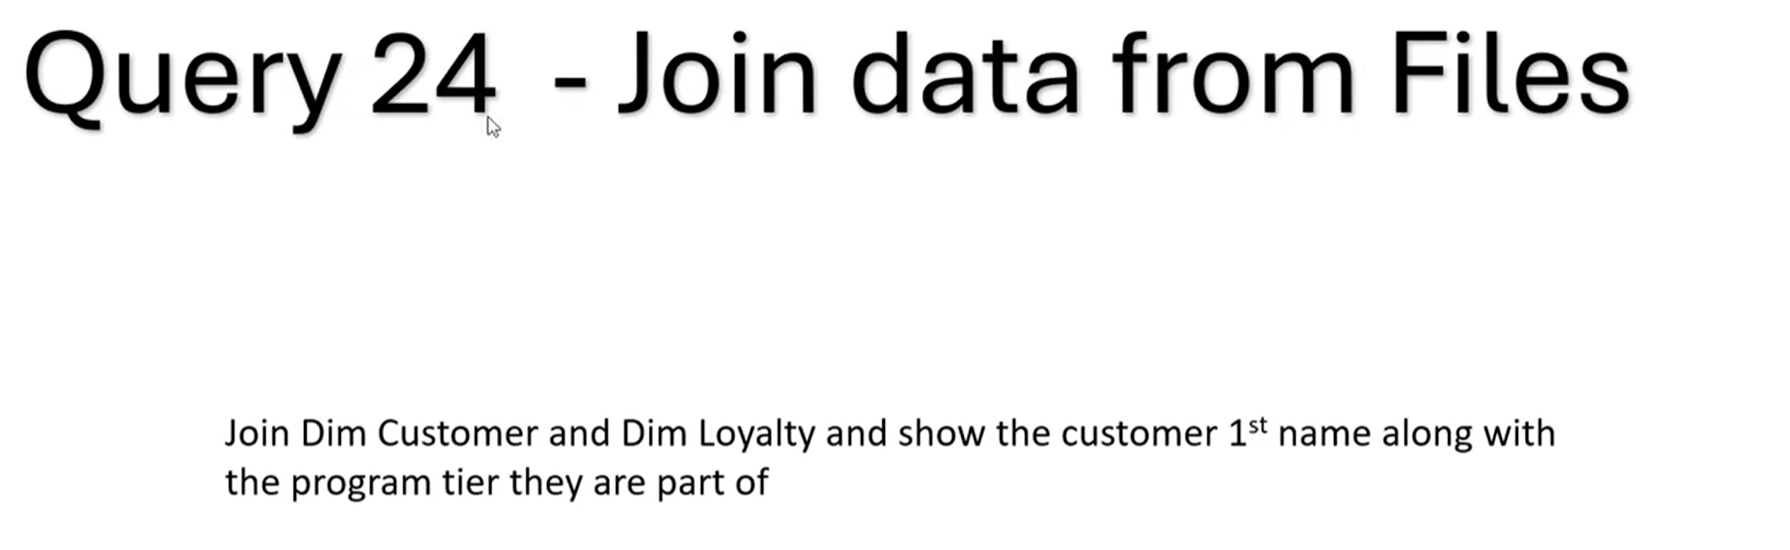 Query 24 - Join data from Files
Join Dim Customer and Dim Loyalty and show the customer 1st name along with
the program tier they are part of